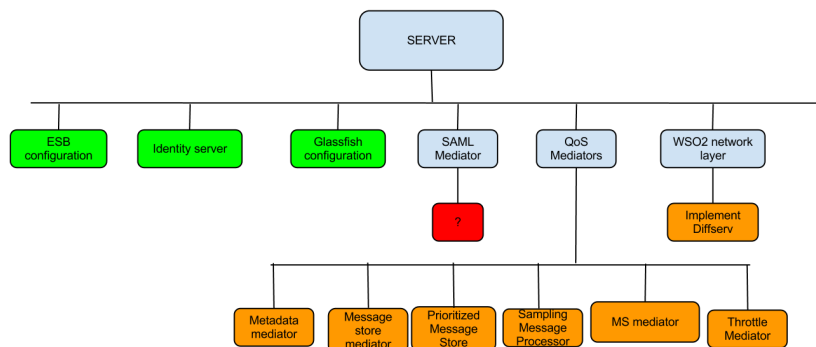 SERVER
ESB
configuration
Identity server
Glassfish
configuration
SAML
Mediator
QoS
Mediators
WSO2 network
layer
?
Implement
Diffserv
Metadata
mediator
Message
store
mediator
Prioritized
Message
Store
Sampling
Message
Processor
MS mediator
Throttle
Mediator